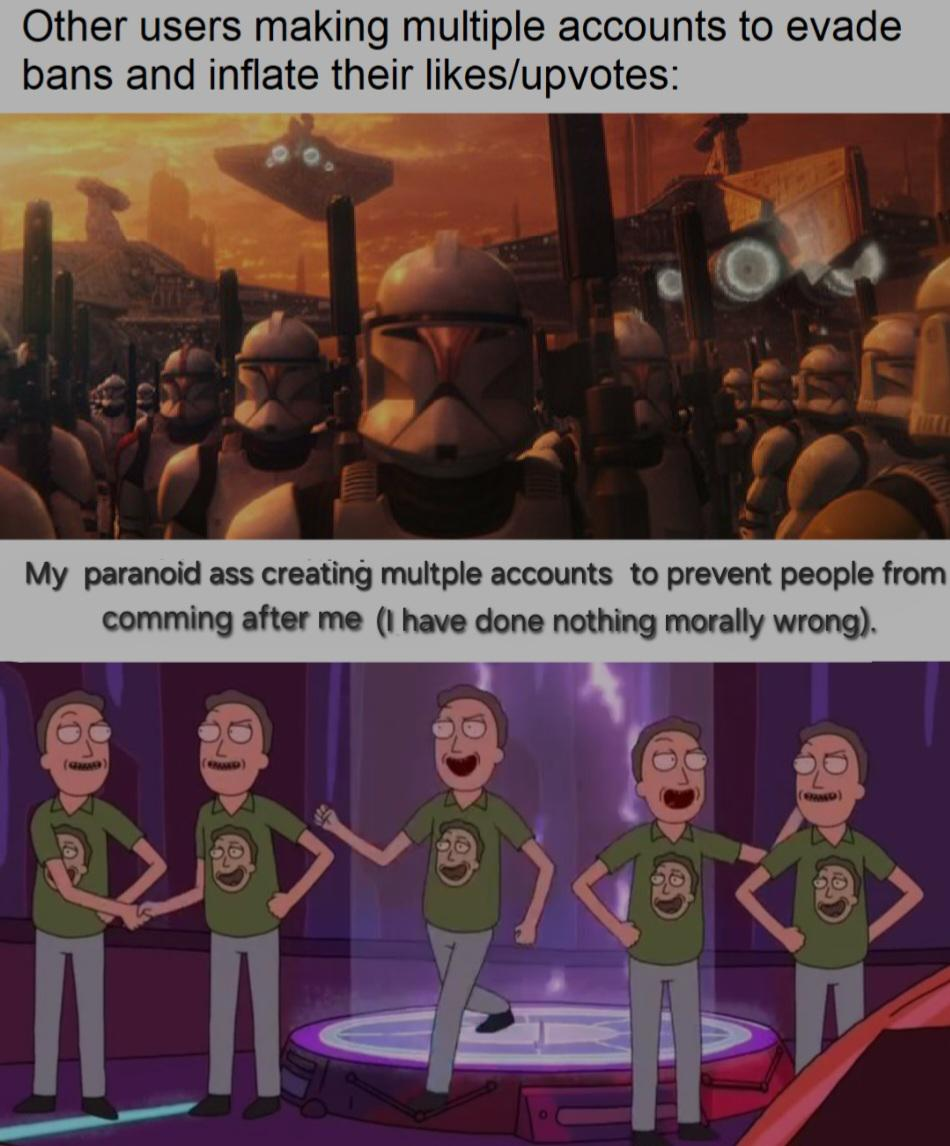 Other users making multiple accounts to evade
bans and inflate their likes/upvotes:
My paranoid ass creating multple accounts to prevent people from
comming after me (I have done nothing morally wrong).